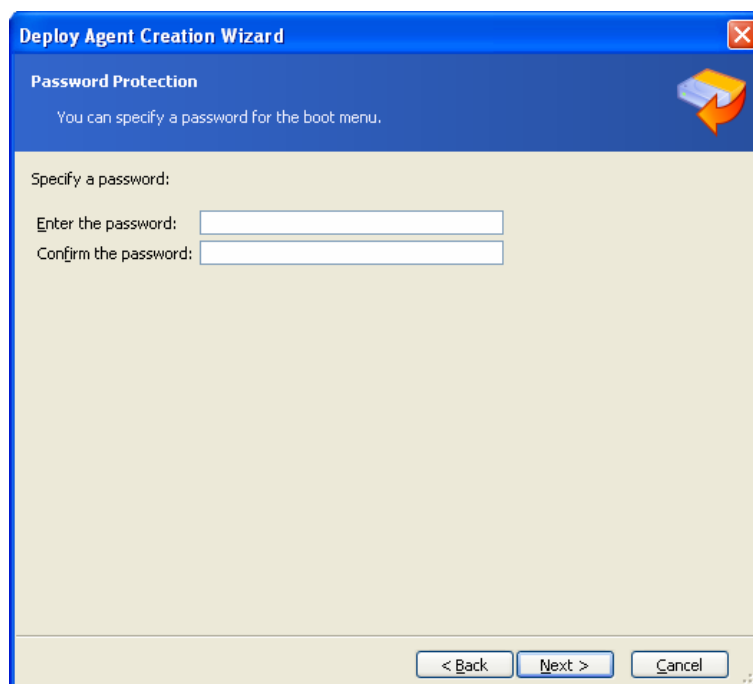 Deploy Agent Creation Wizard
Password Protection
You can specify a password for the boot menu.
Specify a password:
Enter the password:
Confirm the password:
< Back Next > Cancel